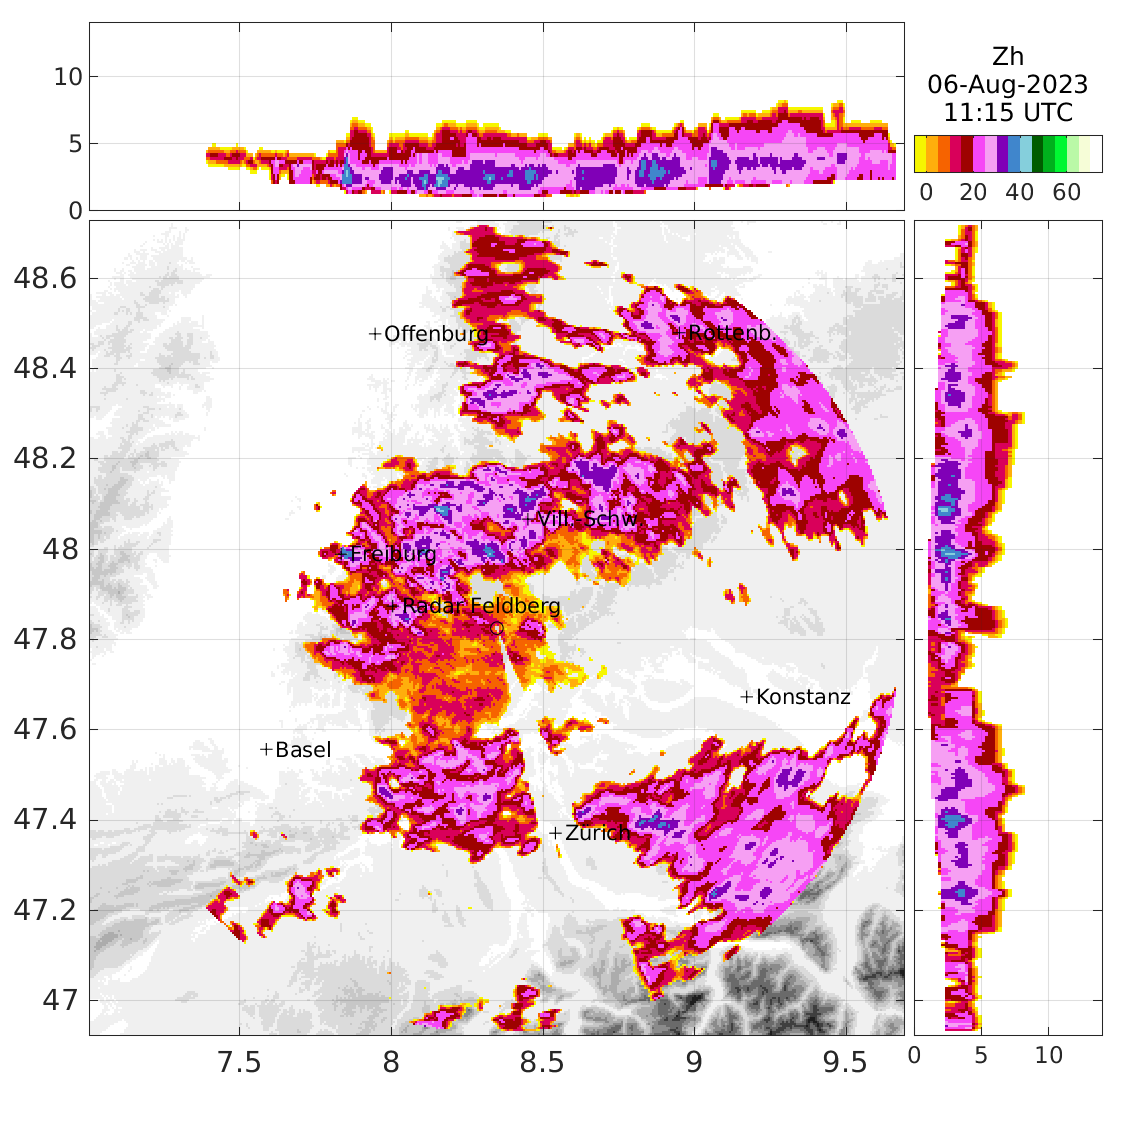 10
5
0
Zh
06-Aug-2023
11:15 UTC
0 20 40 60
48.6
48.4
48.2
48
47.8
47.6
47.4
47.2
47
+Offenburg
+Rottenb.
+Vill.-Schw.
+Freiburg
+Radar Feldberg
+Konstanz
+Basel
+Zürich
7.5 8 8.5 9 9.5
0 5 10